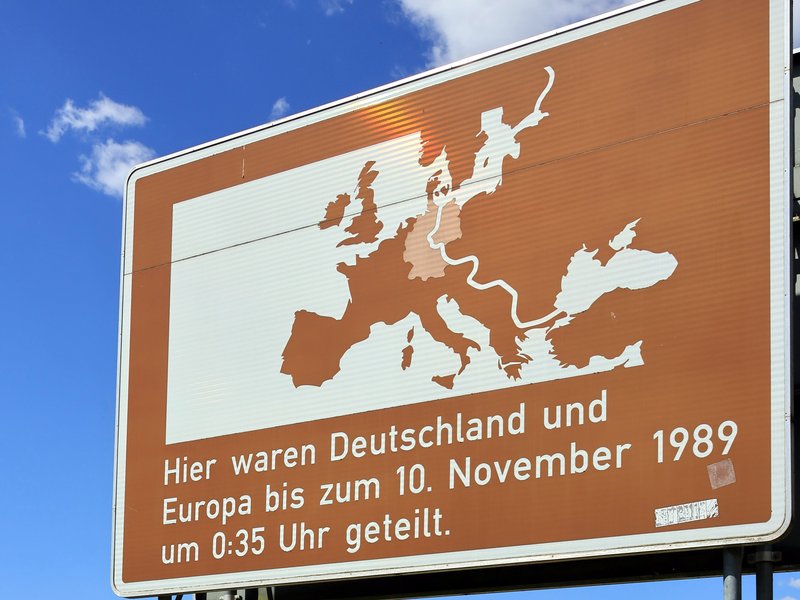 Hier waren Deutschland und
Europa bis zum 10. November 1989
um 0:35 Uhr geteilt.